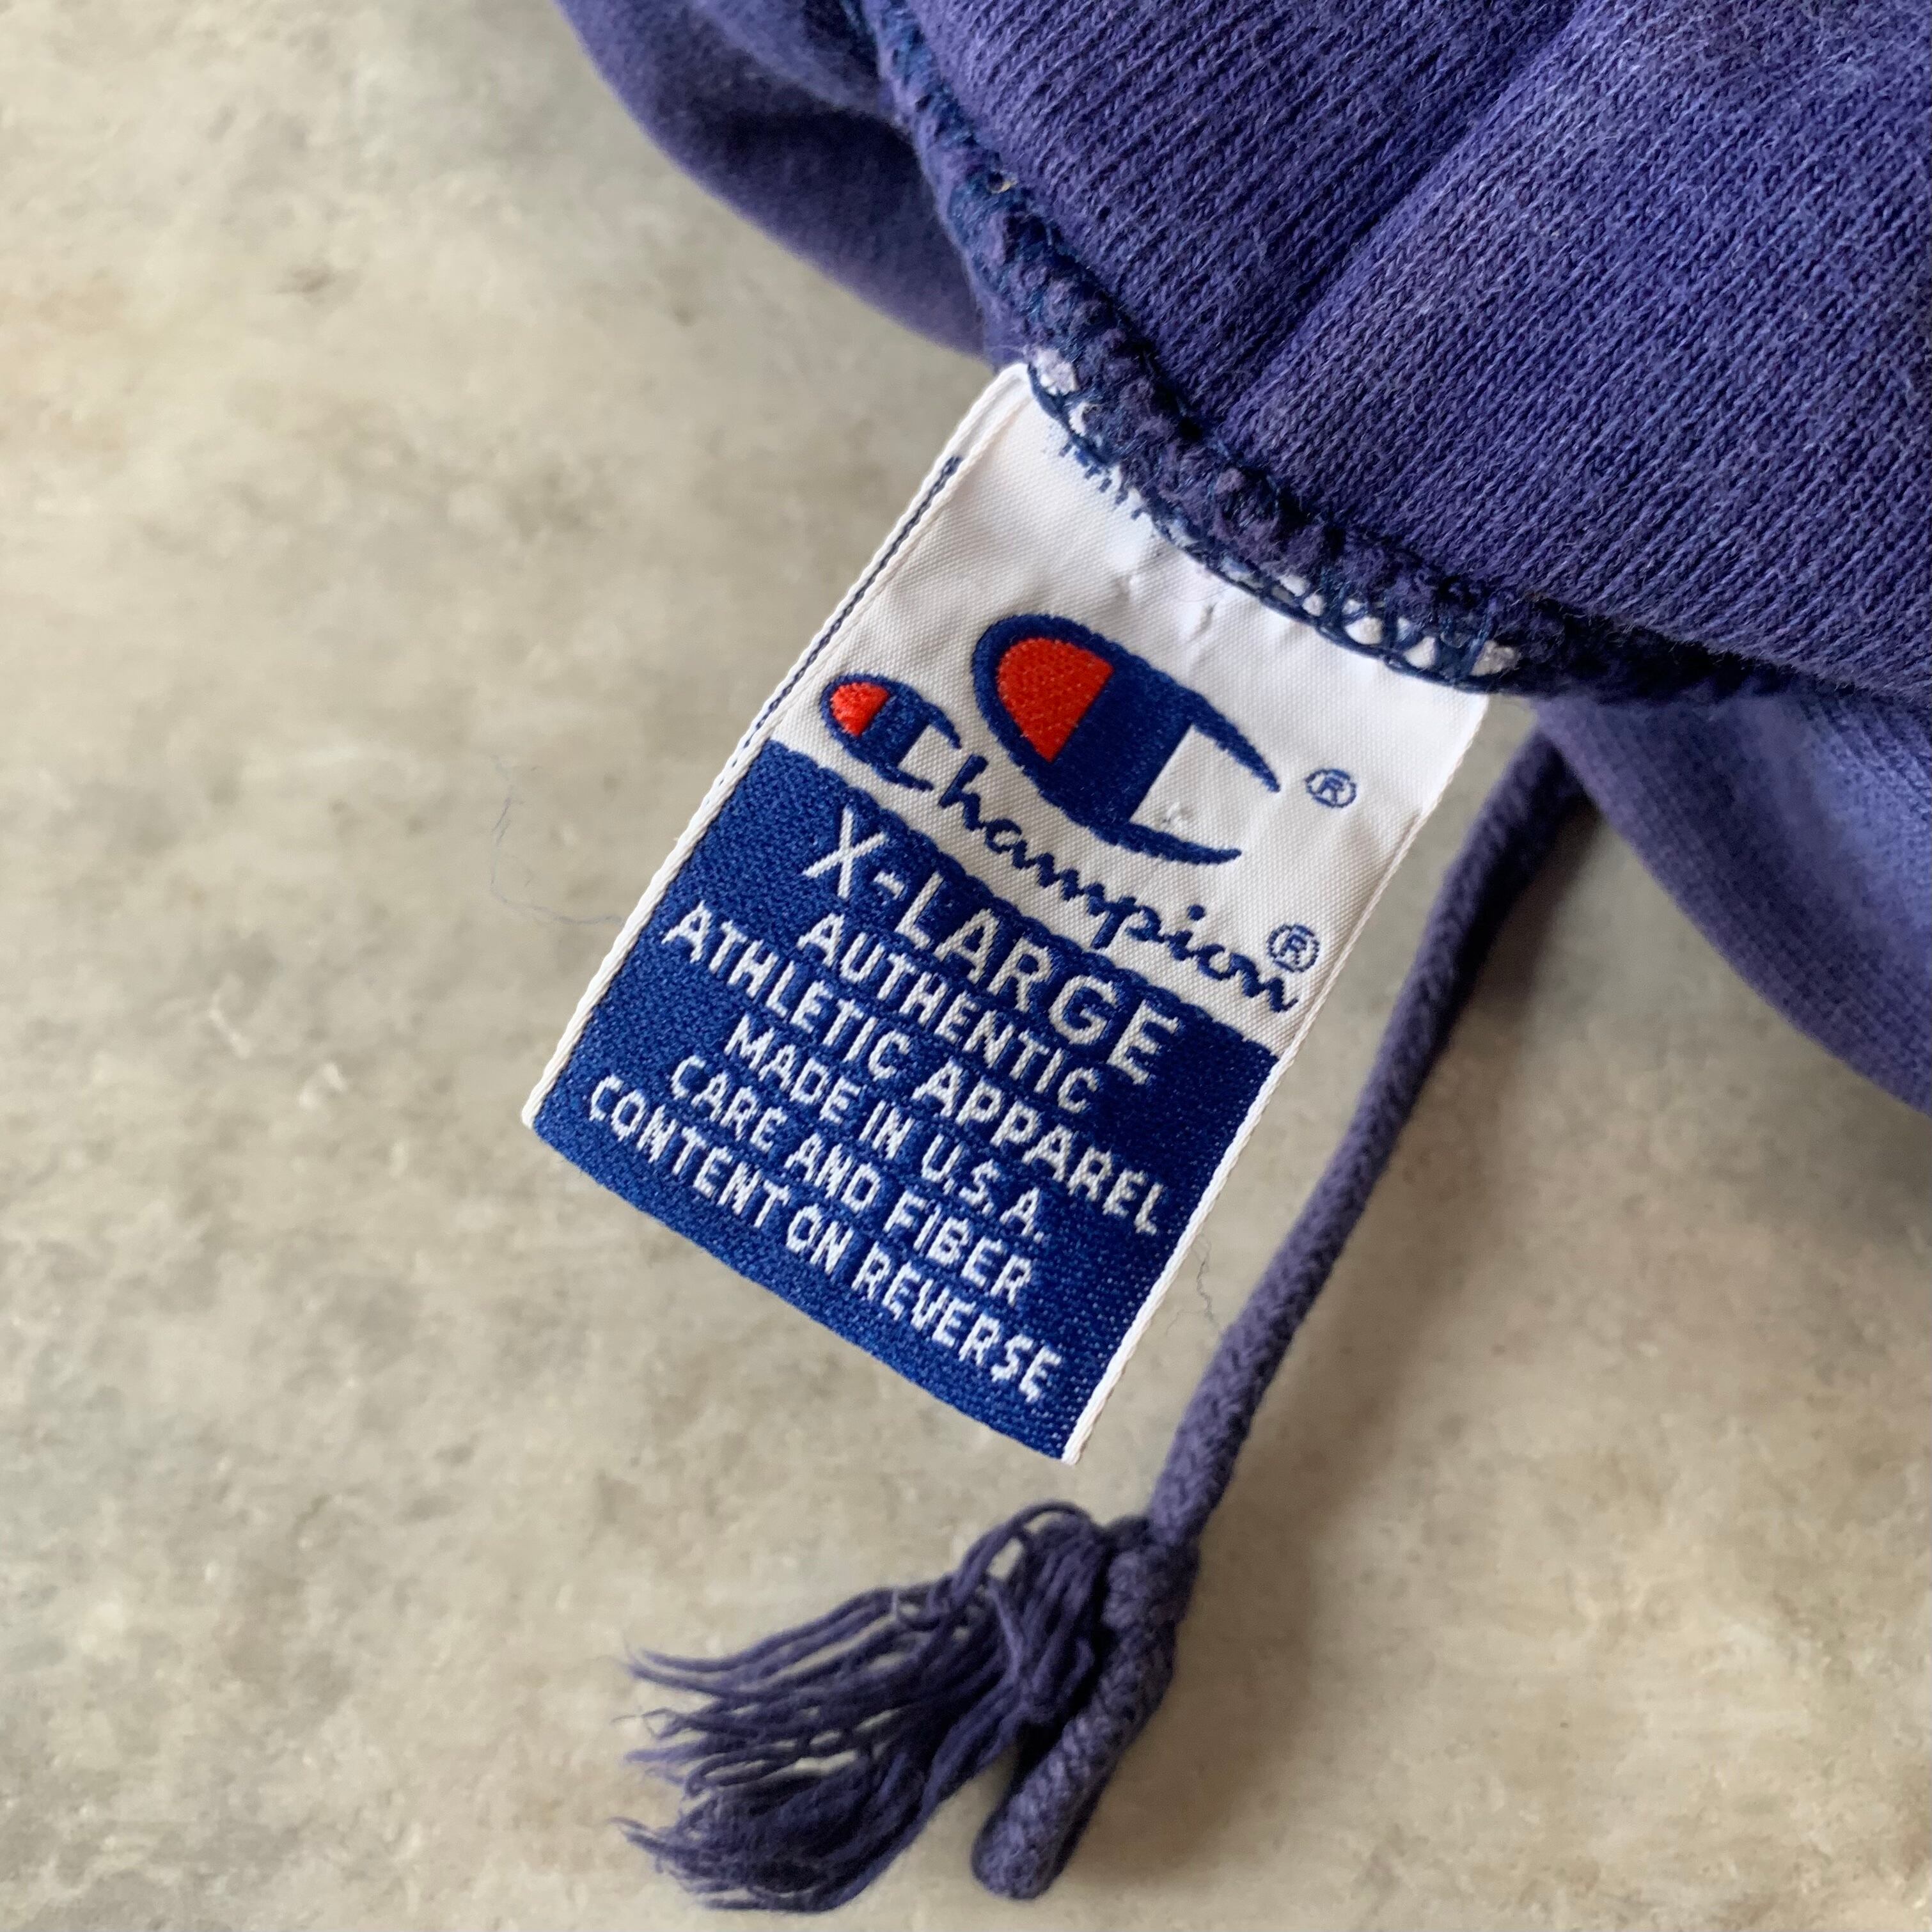 ®
Champion®
X-LARGE
AUTHENTIC
ATHLETIC APPAREL
MADE IN U.S.A.
CARE AND FIBER
CONTENT ON REVERSE